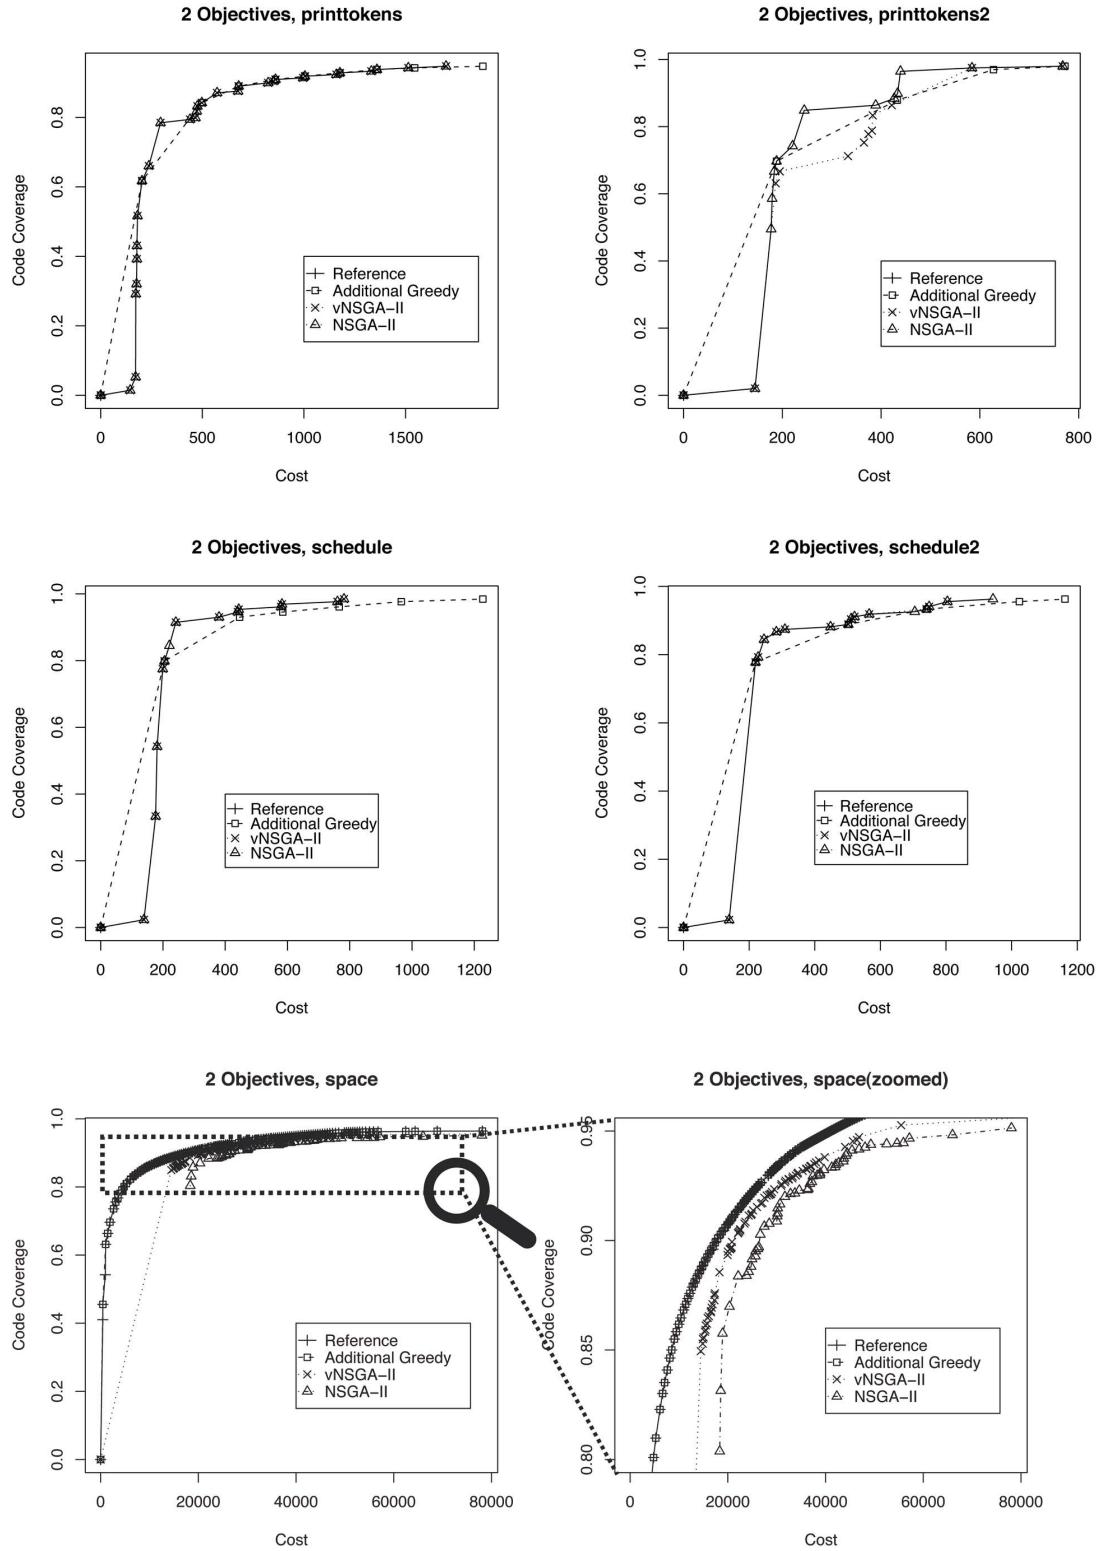 2 Objectives, printtokens
Code Coverage
0.0 0.2 0.4 0.6 0.8
Reference
Additional Greedy
vNSGA−II
NSGA−II
0 500 1000 1500
Cost
2 Objectives, printtokens2
Code Coverage
0.0 0.2 0.4 0.6 0.8 1.0
Reference
Additional Greedy
vNSGA−II
NSGA−II
0 200 400 600 800
Cost
2 Objectives, schedule
Code Coverage
0.0 0.2 0.4 0.6 0.8 1.0
Reference
Additional Greedy
vNSGA−II
NSGA−II
0 200 400 600 800 1000 1200
Cost
2 Objectives, schedule2
Code Coverage
0.0 0.2 0.4 0.6 0.8 1.0
Reference
Additional Greedy
vNSGA−II
NSGA−II
0 200 400 600 800 1000 1200
Cost
2 Objectives, space
Code Coverage
0.0 0.2 0.4 0.6 0.8 1.0
Reference
Additional Greedy
vNSGA−II
NSGA−II
0 20000 40000 60000 80000
Cost
2 Objectives, space(zoomed)
Code Coverage
0.80 0.85 0.90 0.95
Reference
Additional Greedy
vNSGA−II
NSGA−II
0 20000 40000 60000 80000
Cost